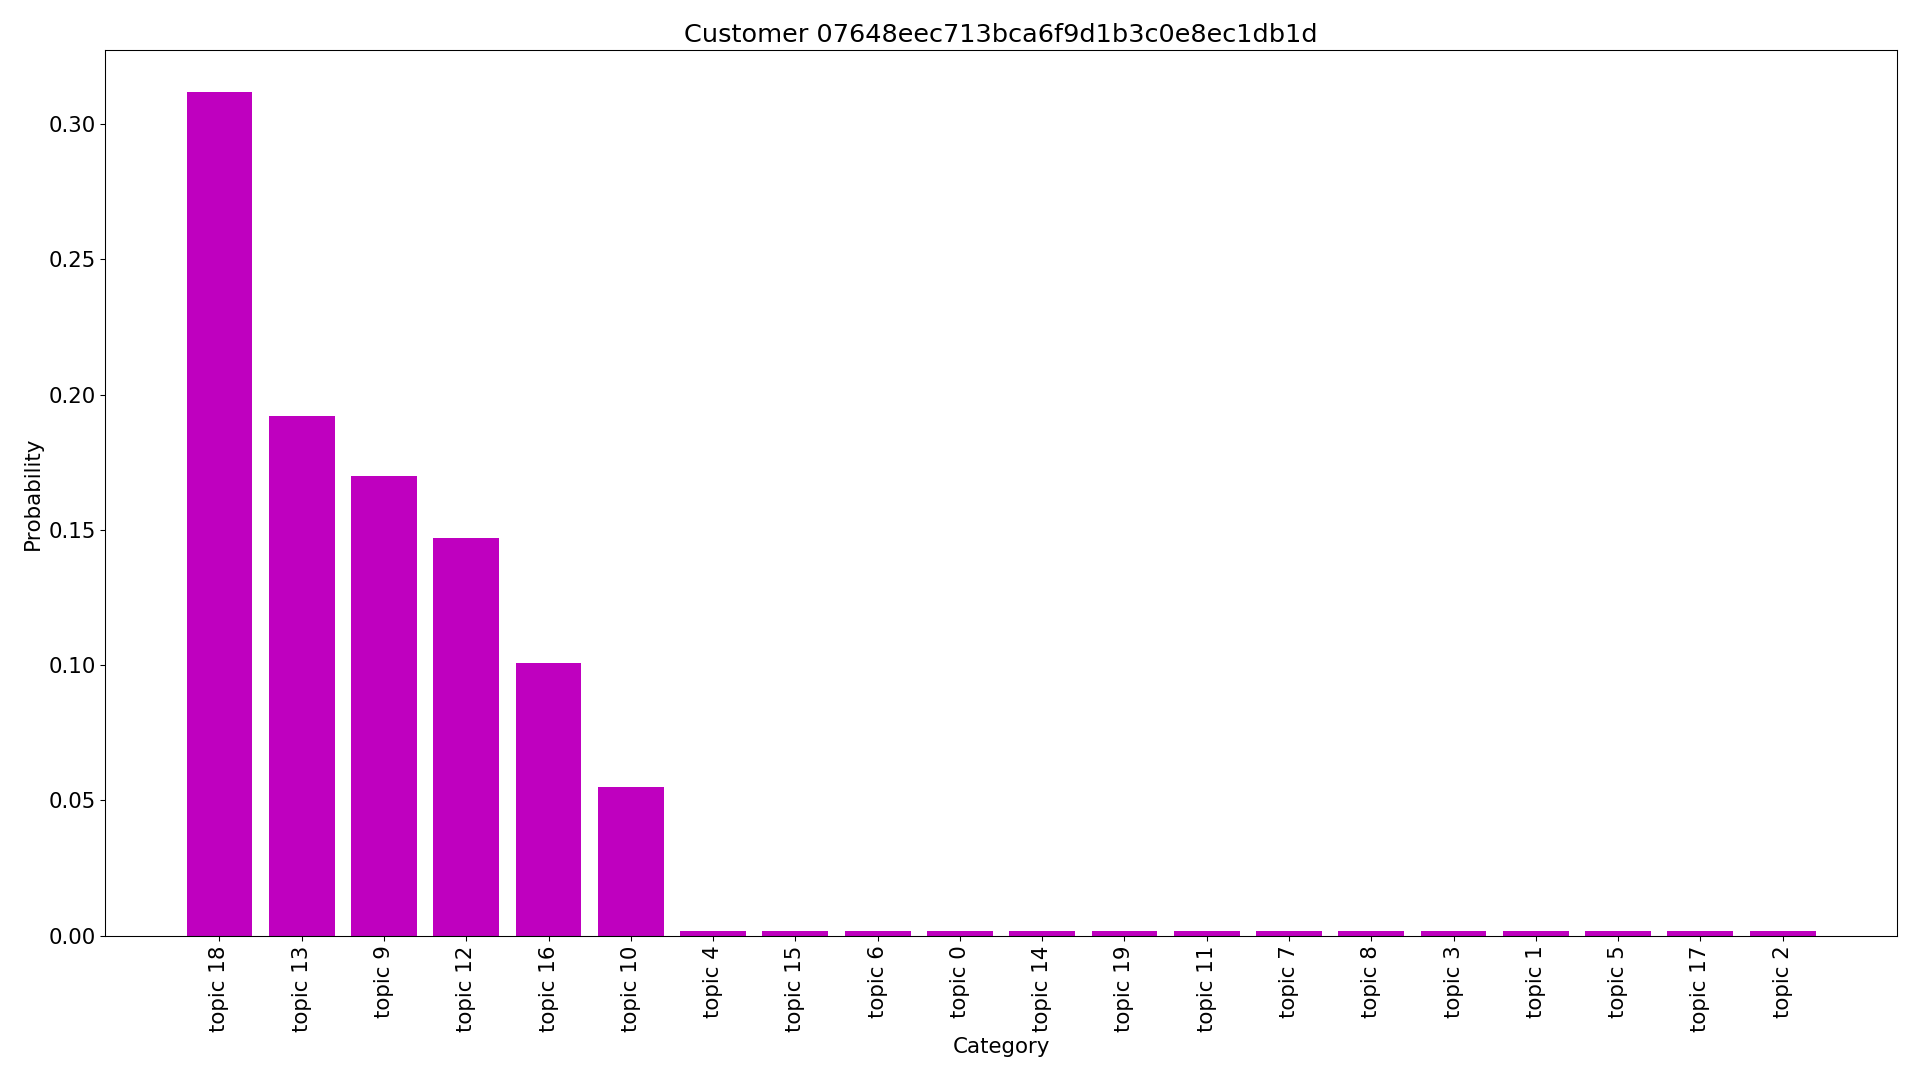 Customer 07648eec713bca6f9d1b3c0e8ec1db1d
Probability
0.30
0.25
0.20
0.15
0.10
0.05
0.00
topic 18
topic 13
topic 9
topic 12
topic 16
topic 10
topic 4
topic 15
topic 6
topic 0
topic 14
topic 19
topic 11
topic 7
topic 8
topic 3
topic 1
topic 5
topic 17
topic 2
Category